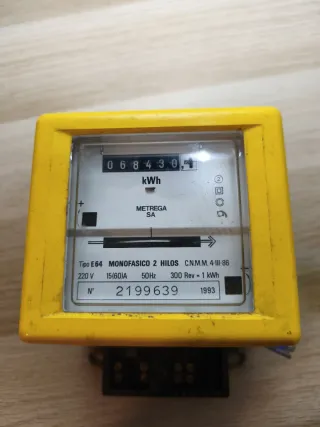 068430
kWh
METREGA
SA
Tipo E64 MONOFASICO 2 HILOS C.N.M.M. 4-III-86
220 V 15(60)A 50Hz 300 Rev = 1 kWh
Nº 2199639 1993